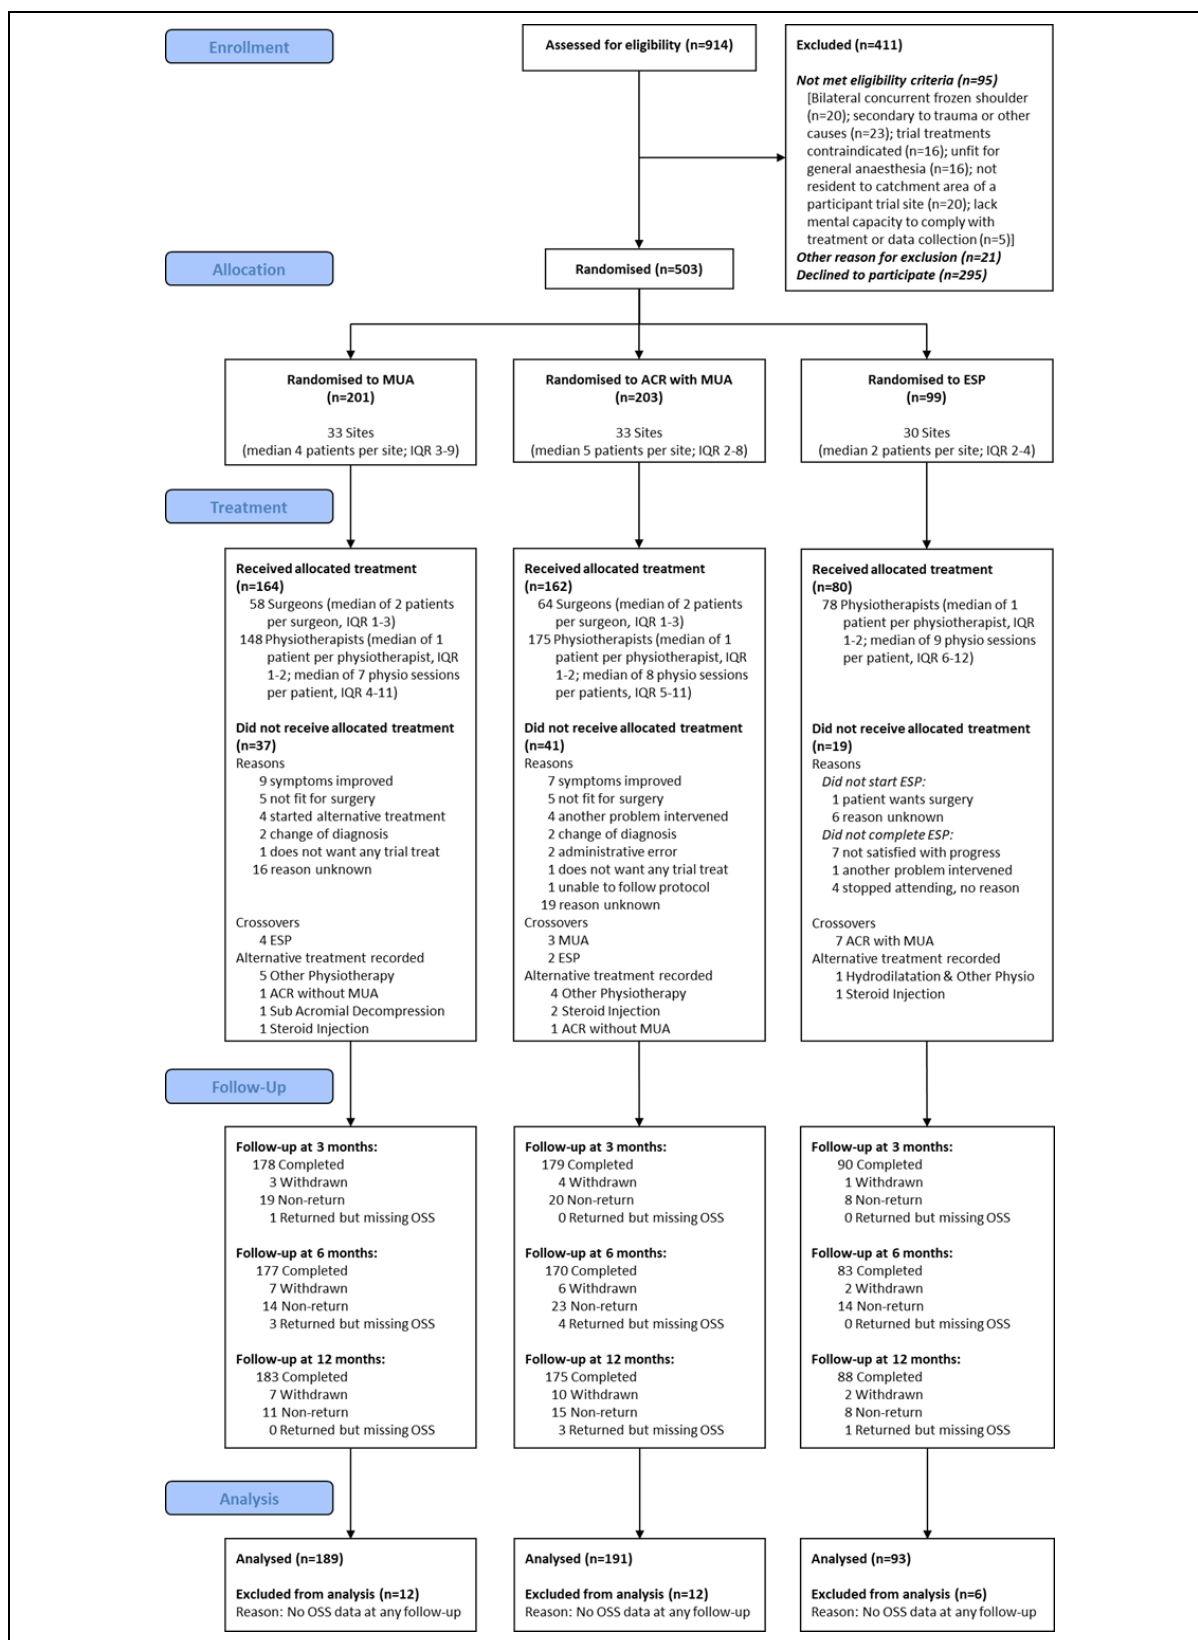 Enrollment
Assessed for eligibility (n=914)
Excluded (n=411)
Not met eligibility criteria (n=95)
[Bilateral concurrent frozen shoulder
(n=20); secondary to trauma or other
causes (n=23); trial treatments
contraindicated (n=16); unfit for
general anaesthesia (n=16); not
resident to catchment area of a
participant trial site (n=20); lack
mental capacity to comply with
treatment or data collection (n=5)]
Other reason for exclusion (n=21)
Declined to participate (n=295)
Allocation
Randomised (n=503)
Randomised to MUA
(n=201)
33 Sites
(median 4 patients per site; IQR 3-9)
Randomised to ACR with MUA
(n=203)
33 Sites
(median 5 patients per site; IQR 2-8)
Randomised to ESP
(n=99)
30 Sites
(median 2 patients per site; IQR 2-4)
Treatment
Received allocated treatment
(n=164)
58 Surgeons (median of 2 patients
per surgeon, IQR 1-3)
148 Physiotherapists (median of 1
patient per physiotherapist, IQR
1-2; median of 7 physio sessions
per patient, IQR 4-11)
Did not receive allocated treatment
(n=37)
Reasons
9 symptoms improved
5 not fit for surgery
4 started alternative treatment
2 change of diagnosis
1 does not want any trial treat
16 reason unknown
Crossovers
4 ESP
Alternative treatment recorded
5 Other Physiotherapy
1 ACR without MUA
1 Sub Acromial Decompression
1 Steroid Injection
Received allocated treatment
(n=162)
64 Surgeons (median of 2 patients
per surgeon, IQR 1-3)
175 Physiotherapists (median of 1
patient per physiotherapist, IQR
1-2; median of 8 physio sessions
per patients, IQR 5-11)
Did not receive allocated treatment
(n=41)
Reasons
7 symptoms improved
5 not fit for surgery
4 another problem intervened
2 change of diagnosis
2 administrative error
1 does not want any trial treat
1 unable to follow protocol
19 reason unknown
Crossovers
3 MUA
2 ESP
Alternative treatment recorded
4 Other Physiotherapy
2 Steroid Injection
1 ACR without MUA
Received allocated treatment
(n=80)
78 Physiotherapists (median of 1
patient per physiotherapist, IQR
1-2; median of 9 physio sessions
per patient, IQR 6-12)
Did not receive allocated treatment
(n=19)
Reasons
Did not start ESP:
1 patient wants surgery
6 reason unknown
Did not complete ESP:
7 not satisfied with progress
1 another problem intervened
4 stopped attending, no reason
Crossovers
7 ACR with MUA
Alternative treatment recorded
1 Hydrodilatation & Other Physio
1 Steroid Injection
Follow-Up
Follow-up at 3 months:
178 Completed
3 Withdrawn
19 Non-return
1 Returned but missing OSS
Follow-up at 6 months:
177 Completed
7 Withdrawn
14 Non-return
3 Returned but missing OSS
Follow-up at 12 months:
183 Completed
7 Withdrawn
11 Non-return
0 Returned but missing OSS
Follow-up at 3 months:
179 Completed
4 Withdrawn
20 Non-return
0 Returned but missing OSS
Follow-up at 6 months:
170 Completed
6 Withdrawn
23 Non-return
4 Returned but missing OSS
Follow-up at 12 months:
175 Completed
10 Withdrawn
15 Non-return
3 Returned but missing OSS
Follow-up at 3 months:
90 Completed
1 Withdrawn
8 Non-return
0 Returned but missing OSS
Follow-up at 6 months:
83 Completed
2 Withdrawn
14 Non-return
0 Returned but missing OSS
Follow-up at 12 months:
88 Completed
2 Withdrawn
8 Non-return
1 Returned but missing OSS
Analysis
Analysed (n=189)
Excluded from analysis (n=12)
Reason: No OSS data at any follow-up
Analysed (n=191)
Excluded from analysis (n=12)
Reason: No OSS data at any follow-up
Analysed (n=93)
Excluded from analysis (n=6)
Reason: No OSS data at any follow-up